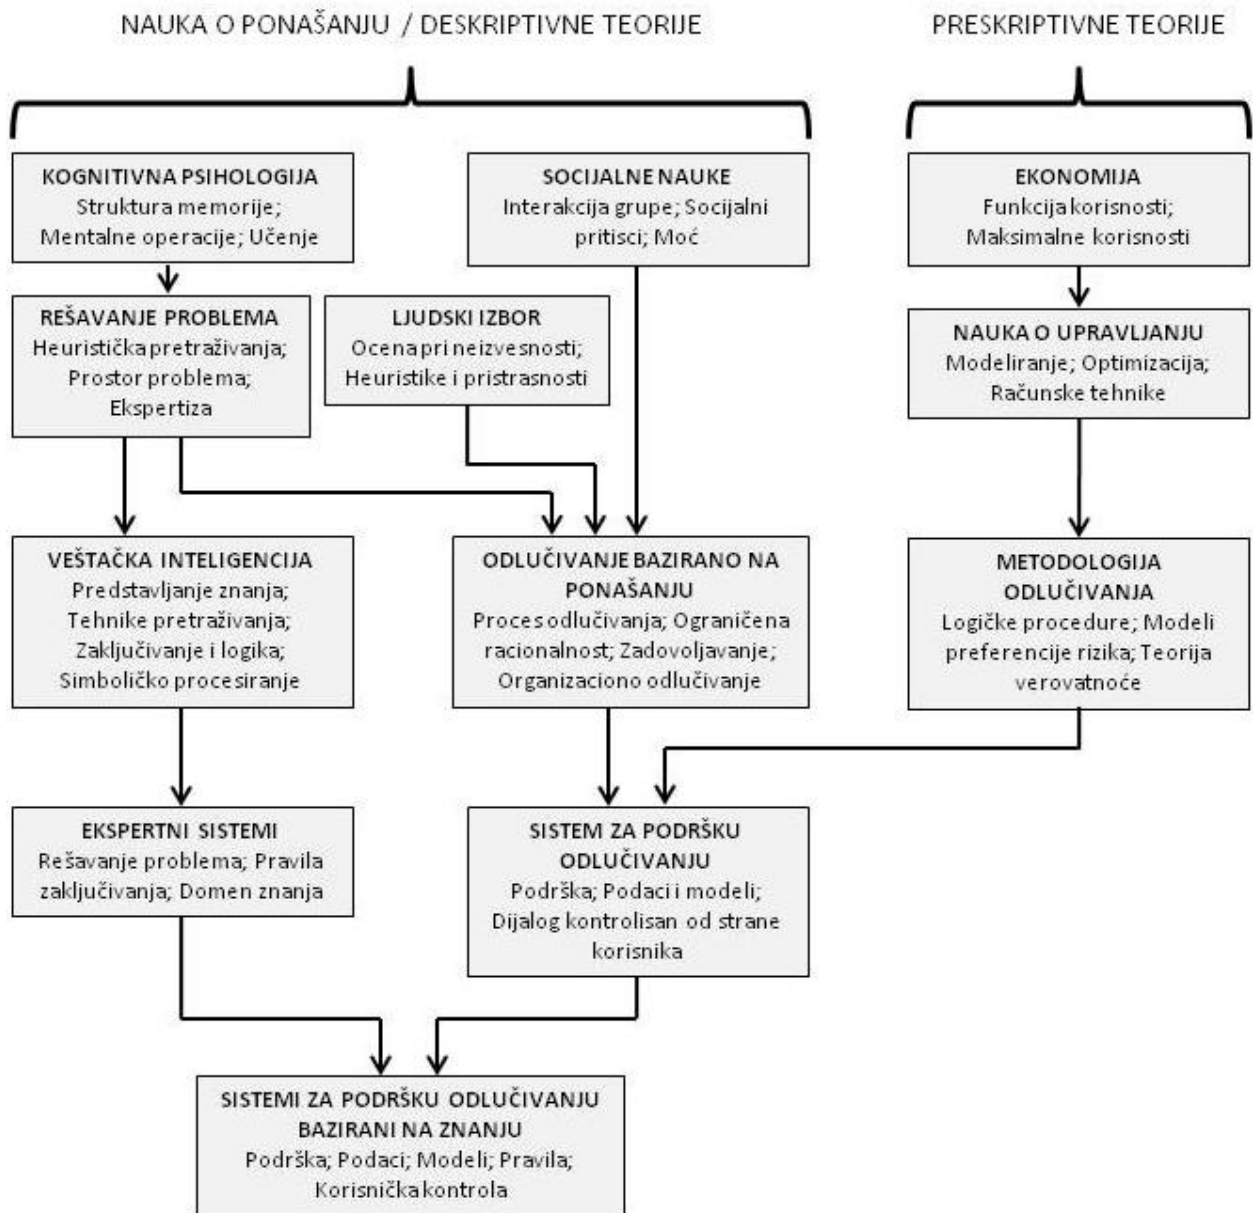 NAUKA O PONAŠANJU / DESKRIPTIVNE TEORIJE
PRESKRIPTIVNE TEORIJE
KOGNITIVNA PSIHOLOGIJA
Struktura memorije;
Mentalne operacije; Učenje
SOCIJALNE NAUKE
Interakcija grupe; Socijalni
pritisci; Moć
EKONOMIJA
Funkcija korisnosti;
Maksimalne korisnosti
REŠAVANJE PROBLEMA
Heuristička pretraživanja;
Prostor problema;
Ekspertiza
LJUDSKI IZBOR
Ocena pri neizvesnosti;
Heuristike i pristrasnosti
NAUKA O UPRAVLJANJU
Modeliranje; Optimizacija;
Računske tehnike
VEŠTAČKA INTELIGENCIJA
Predstavljanje znanja;
Tehnike pretraživanja;
Zaključivanje i logika;
Simboličko procesiranje
ODLUČIVANJE BAZIRANO NA
PONAŠANJU
Proces odlučivanja; Ograničena
racionalnost; Zadovoljavanje;
Organizaciono odlučivanje
METODOLOGIJA
ODLUČIVANJA
Logičke procedure; Modeli
preferencije rizika; Teorija
verovatnoće
EKSPERTNI SISTEMI
Rešavanje problema; Pravila
zaključivanja; Domen znanja
SISTEM ZA PODRŠKU
ODLUČIVANJU
Podrška; Podaci i modeli;
Dijalog kontrolisan od strane
korisnika
SISTEMI ZA PODRŠKU ODLUČIVANJU
BAZIRANI NA ZNANJU
Podrška; Podaci; Modeli; Pravila;
Korisnička kontrola